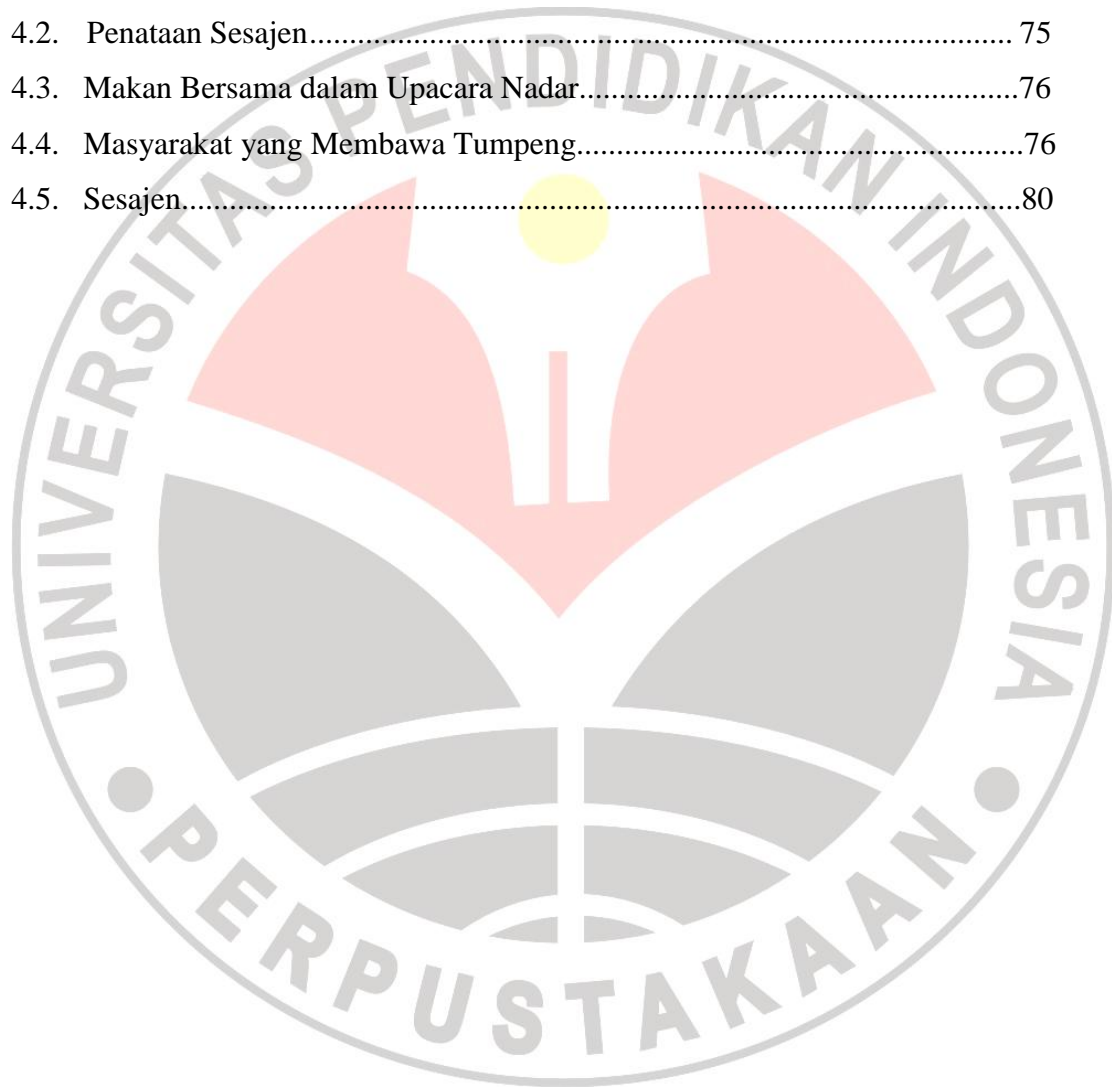 4.2. Penataan Sesajen........................................................................................ 75
4.3. Makan Bersama dalam Upacara Nadar.......................................................76
4.4. Masyarakat yang Membawa Tumpeng........................................................76
4.5. Sesajen.........................................................................................................80
UNIVERSITAS PENDIDIKAN INDONESIA
PERPUSTAKAAN